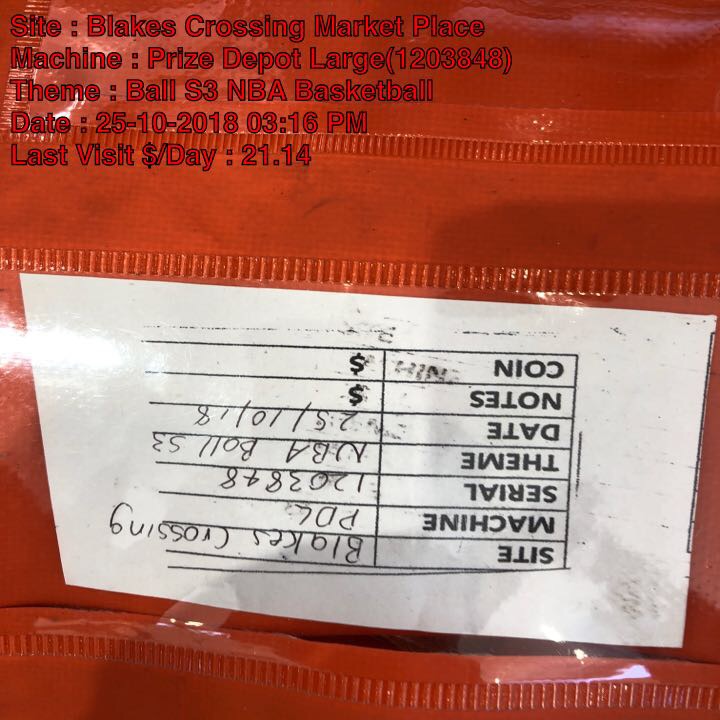 Site : Blakes Crossing Market Place
Machine : Prize Depot Large(1203848)
Theme : Ball S3 NBA Basketball
Date : 25-10-2018 03:16 PM
Last Visit $/Day : 21.14
SITE Blakes Crossing
MACHINE PDL
SERIAL 1203848
THEME NBA Ball S3
DATE 25/10/18
NOTES $
COIN $